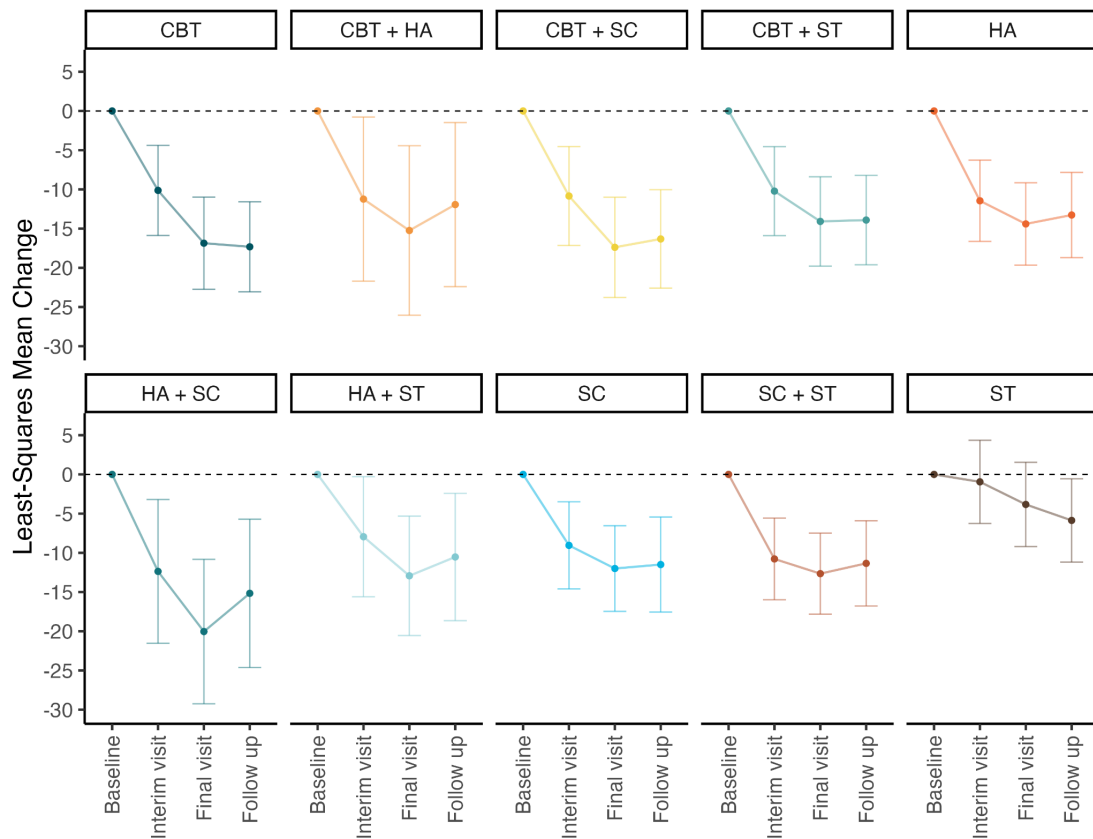 Least-Squares Mean Change
CBT
CBT + HA
CBT + SC
CBT + ST
HA
5
0
-5
-10
-15
-20
-25
-30
HA + SC
HA + ST
SC
SC + ST
ST
5
0
-5
-10
-15
-20
-25
-30
Baseline
Interim visit
Final visit
Follow up
Baseline
Interim visit
Final visit
Follow up
Baseline
Interim visit
Final visit
Follow up
Baseline
Interim visit
Final visit
Follow up
Baseline
Interim visit
Final visit
Follow up